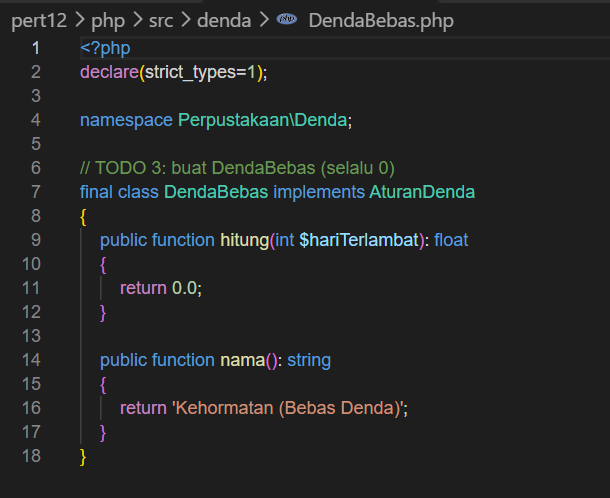 pert12 > php > src > denda > php DendaBebas.php
1 <?php
2 declare(strict_types=1);
3
4 namespace Perpustakaan\Denda;
5
6 // TODO 3: buat DendaBebas (selalu 0)
7 final class DendaBebas implements AturanDenda
8 {
9     public function hitung(int $hariTerlambat): float
10     {
11         return 0.0;
12     }
13
14     public function nama(): string
15     {
16         return 'Kehormatan (Bebas Denda)';
17     }
18 }